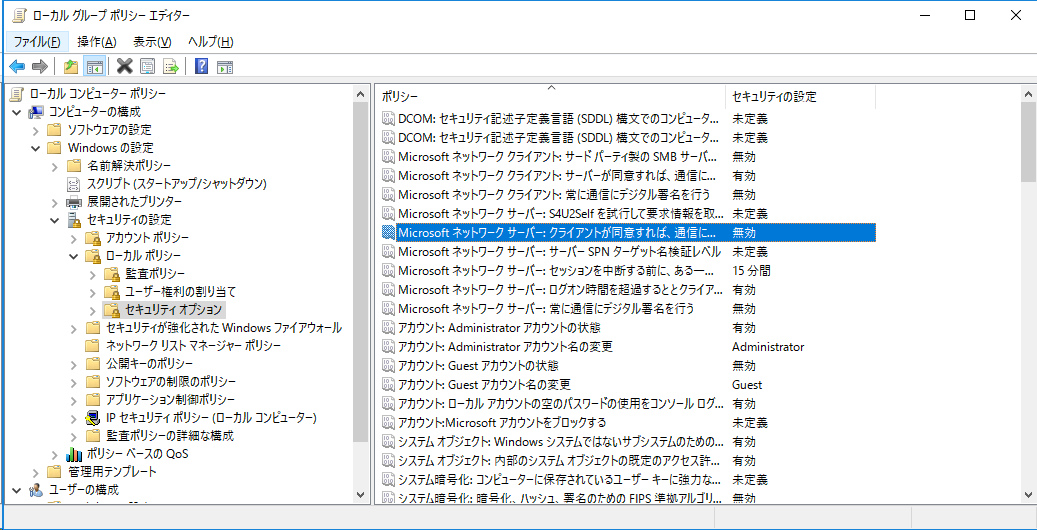 ローカル グループ ポリシー エディター
ファイル(F) 操作(A) 表示(V) ヘルプ(H)
ローカル コンピューター ポリシー
コンピューターの構成
ソフトウェアの設定
Windows の設定
名前解決ポリシー
スクリプト (スタートアップ/シャットダウン)
展開されたプリンター
セキュリティの設定
アカウント ポリシー
ローカル ポリシー
監査ポリシー
ユーザー権利の割り当て
セキュリティ オプション
セキュリティが強化された Windows ファイアウォール
ネットワーク リスト マネージャー ポリシー
公開キーのポリシー
ソフトウェアの制限のポリシー
アプリケーション制御ポリシー
IP セキュリティ ポリシー (ローカル コンピューター)
監査ポリシーの詳細な構成
ポリシー ベースの QoS
管理用テンプレート
ユーザーの構成
ポリシー セキュリティの設定
DCOM: セキュリティ記述子定義言語 (SDDL) 構文でのコンピュータ... 未定義
DCOM: セキュリティ記述子定義言語 (SDDL) 構文でのコンピュータ... 未定義
Microsoft ネットワーク クライアント: サード パーティ製の SMB サーバ... 無効
Microsoft ネットワーク クライアント: サーバーが同意すれば、通信に... 有効
Microsoft ネットワーク クライアント: 常に通信にデジタル署名を行う 無効
Microsoft ネットワーク サーバー: S4U2Self を試行して要求情報を取... 未定義
Microsoft ネットワーク サーバー: クライアントが同意すれば、通信に... 無効
Microsoft ネットワーク サーバー: サーバー SPN ターゲット名検証レベル 未定義
Microsoft ネットワーク サーバー: セッションを中断する前に、ある一... 15 分間
Microsoft ネットワーク サーバー: ログオン時間を超過するととクライア... 有効
Microsoft ネットワーク サーバー: 常に通信にデジタル署名を行う 無効
アカウント: Administrator アカウントの状態 有効
アカウント: Administrator アカウント名の変更 Administrator
アカウント: Guest アカウントの状態 無効
アカウント: Guest アカウント名の変更 Guest
アカウント: ローカル アカウントの空のパスワードの使用をコンソール ログ... 有効
アカウント:Microsoft アカウントをブロックする 未定義
システム オブジェクト: Windows システムではないサブシステムのための... 有効
システム オブジェクト: 内部のシステム オブジェクトの既定のアクセス許... 有効
システム暗号化: コンピューターに保存されているユーザー キーに強力な... 未定義
システム暗号化: 暗号化、ハッシュ、署名のための FIPS 準拠アルゴリ... 無効